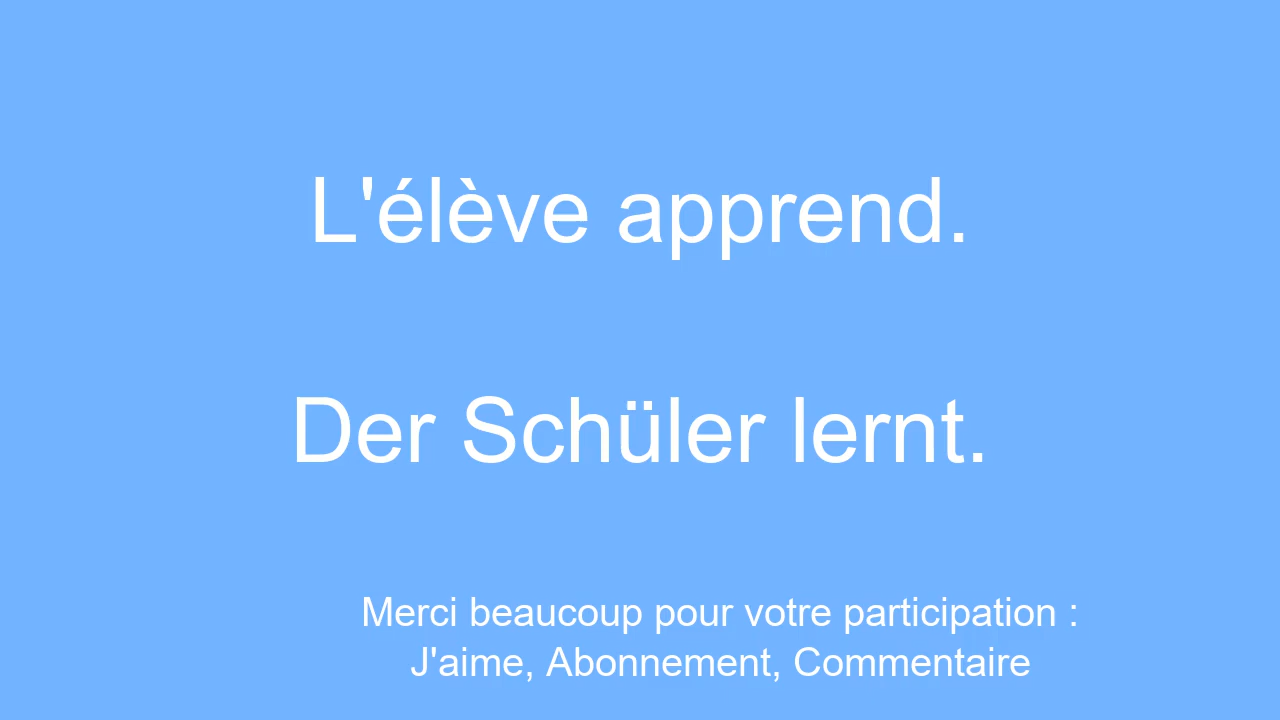 L'élève apprend.
Der Schüler lernt.
Merci beaucoup pour votre participation :
J'aime, Abonnement, Commentaire